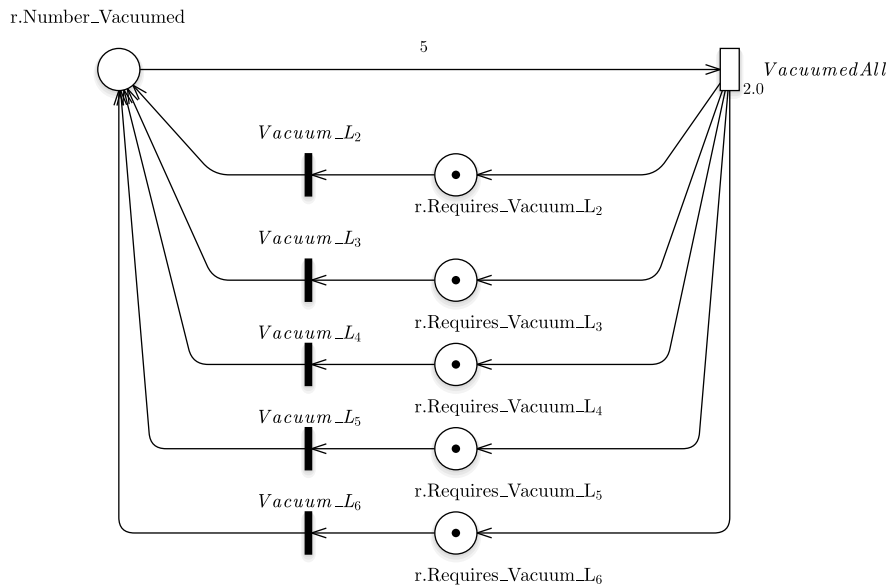 r.Number_Vacuumed
5
VacuumedAll
2.0
Vacuum_L₂
r.Requires_Vacuum_L₂
Vacuum_L₃
r.Requires_Vacuum_L₃
Vacuum_L₄
r.Requires_Vacuum_L₄
Vacuum_L₅
r.Requires_Vacuum_L₅
Vacuum_L₆
r.Requires_Vacuum_L₆